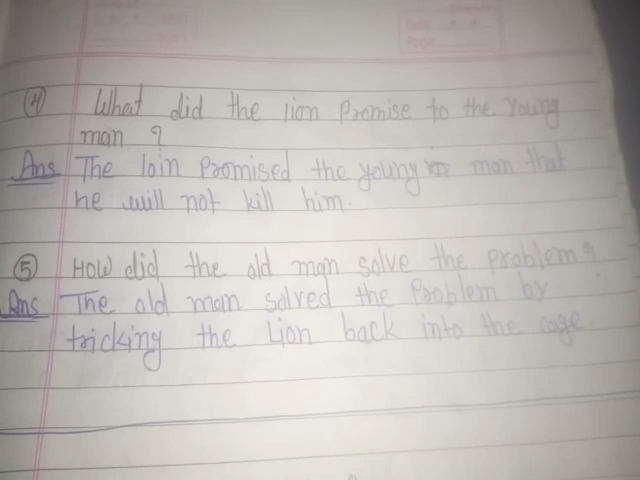 ④ What did the lion Promise to the Young
man ?
Ans The loin Promised the young man that
he will not kill him.
⑤ How did the old man solve the problem?
Ans The old man solved the Problem by
tricking the Lion back into the cage